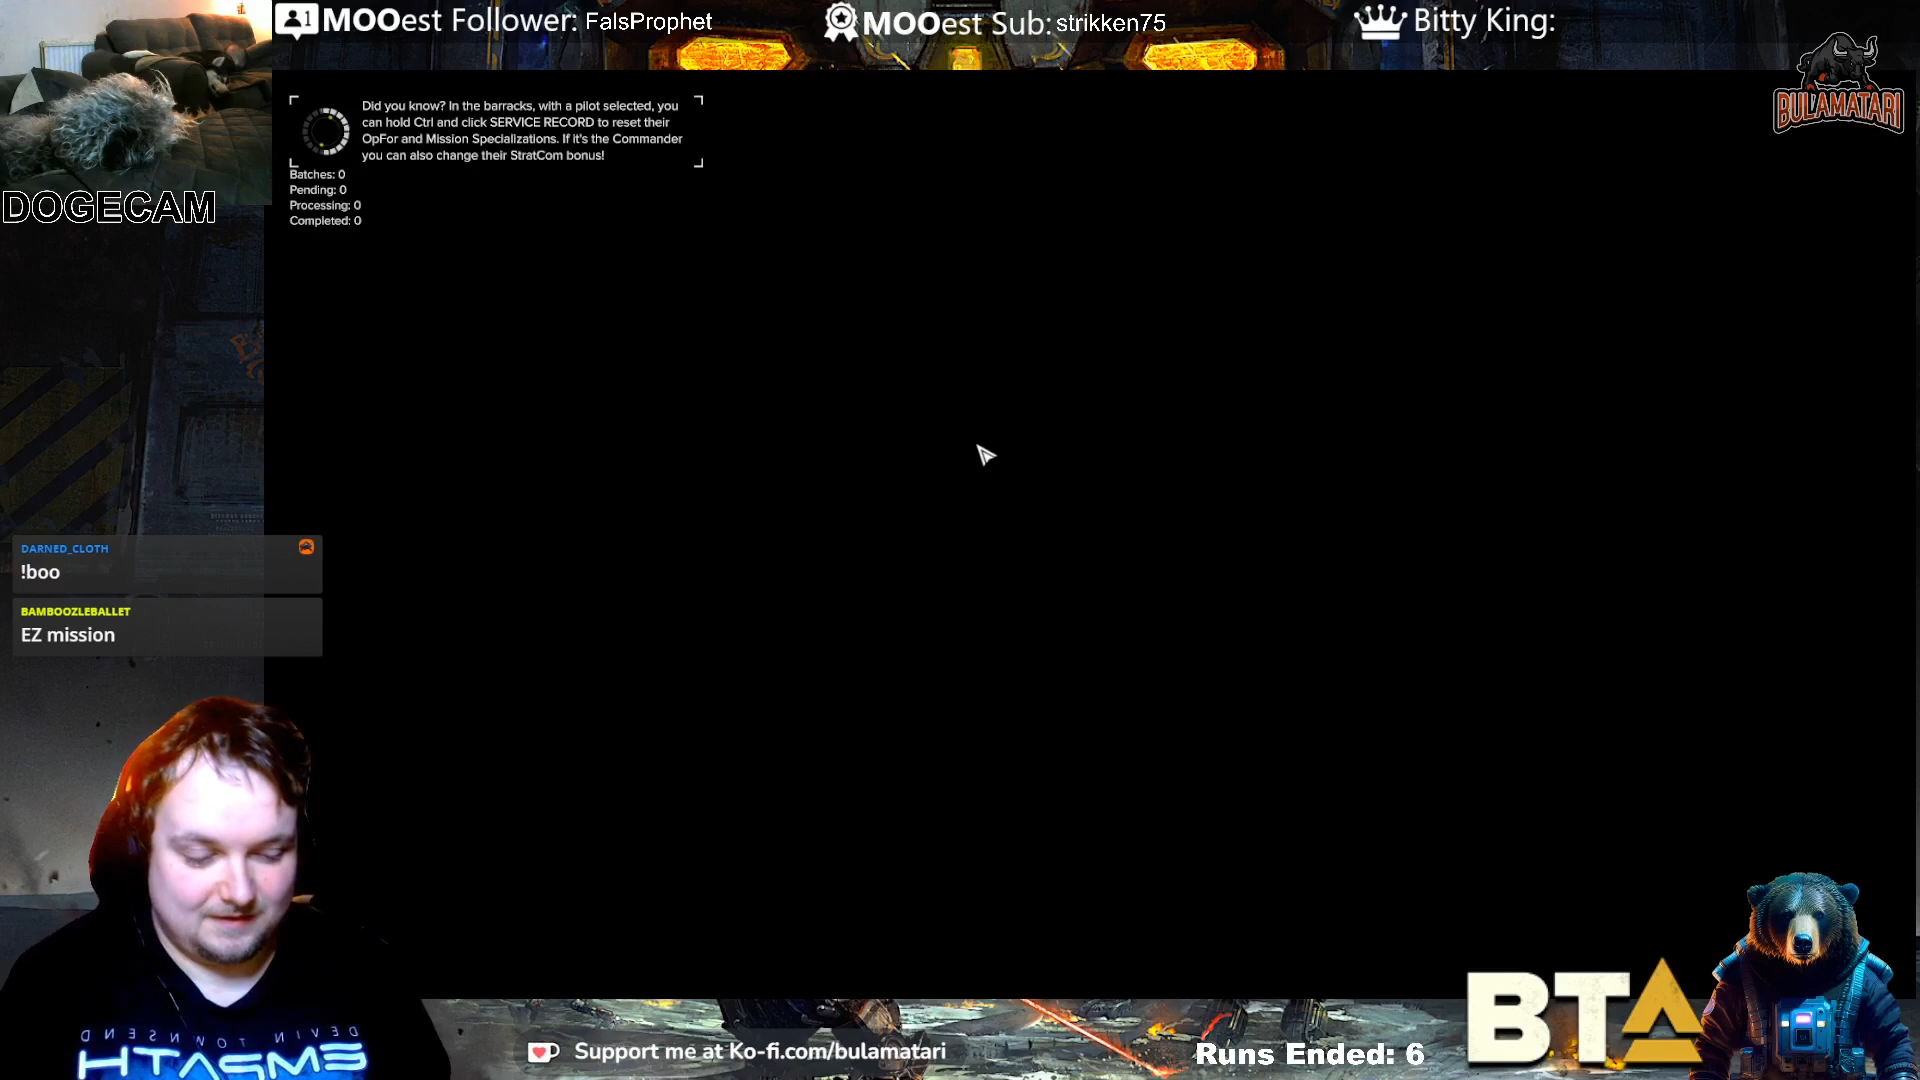 MOOest Follower: FalsProphet
MOOest Sub: strikken75
Bitty King:
BULAMATARI
Did you know? In the barracks, with a pilot selected, you
can hold Ctrl and click SERVICE RECORD to reset their
OpFor and Mission Specializations. If it's the Commander
you can also change their StratCom bonus!
Batches: 0
Pending: 0
Processing: 0
Completed: 0
DOGECAM
DARNED_CLOTH
!boo
BAMBOOZLEBALLET
EZ mission
DEVIN TOWNSEND
EMPATH
Support me at Ko-fi.com/bulamatari
Runs Ended: 6
BTA